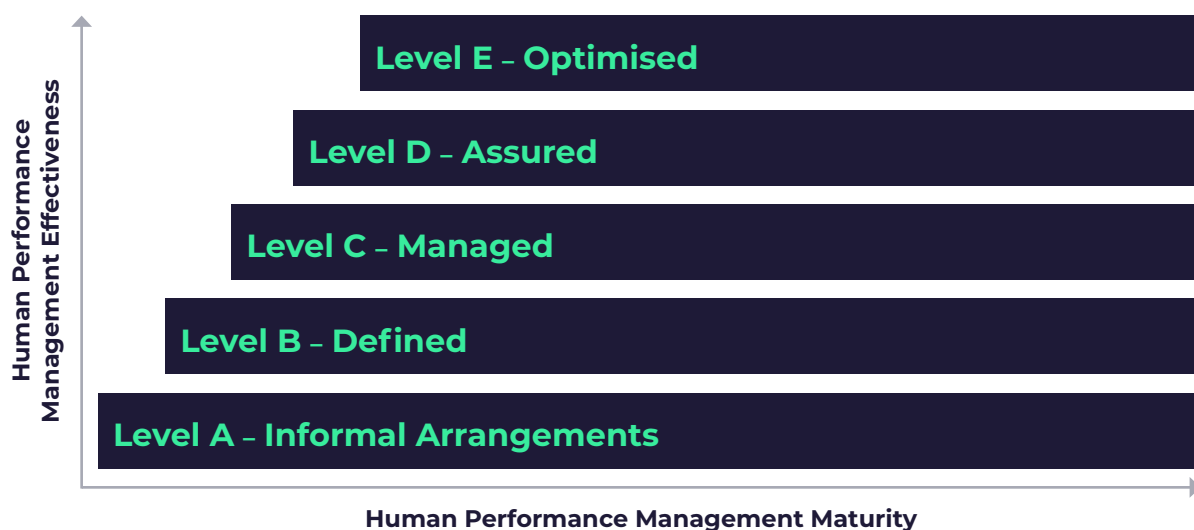 Human Performance
Management Effectiveness
Level E – Optimised
Level D – Assured
Level C – Managed
Level B – Defined
Level A – Informal Arrangements
Human Performance Management Maturity